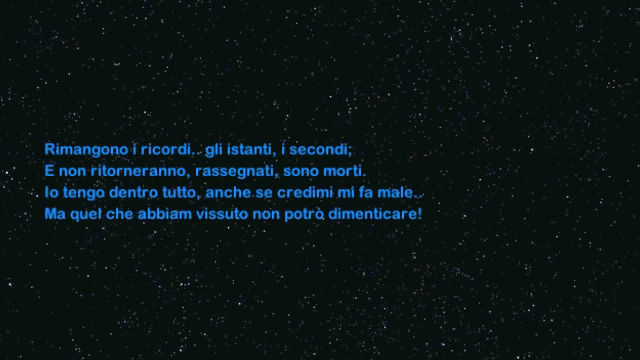 Rimangono i ricordi.. gli istanti, i secondi;
E non ritorneranno, rassegnati, sono morti.
Io tengo dentro tutto, anche se credimi mi fa male..
Ma quel che abbiam vissuto non potrò dimenticare!